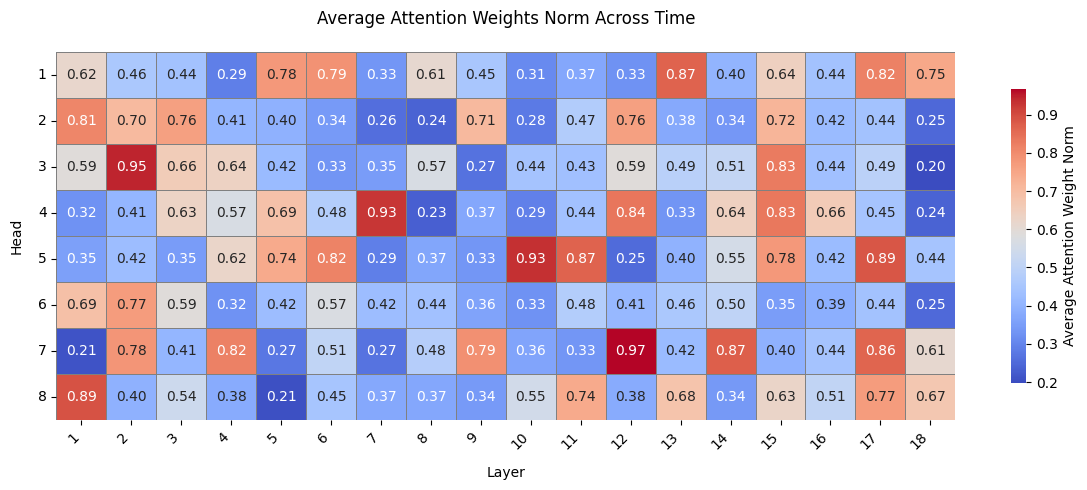 Average Attention Weights Norm Across Time
1 0.62 0.46 0.44 0.29 0.78 0.79 0.33 0.61 0.45 0.31 0.37 0.33 0.87 0.40 0.64 0.44 0.82 0.75
2 0.81 0.70 0.76 0.41 0.40 0.34 0.26 0.24 0.71 0.28 0.47 0.76 0.38 0.34 0.72 0.42 0.44 0.25
3 0.59 0.95 0.66 0.64 0.42 0.33 0.35 0.57 0.27 0.44 0.43 0.59 0.49 0.51 0.83 0.44 0.49 0.20
4 0.32 0.41 0.63 0.57 0.69 0.48 0.93 0.23 0.37 0.29 0.44 0.84 0.33 0.64 0.83 0.66 0.45 0.24
5 0.35 0.42 0.35 0.62 0.74 0.82 0.29 0.37 0.33 0.93 0.87 0.25 0.40 0.55 0.78 0.42 0.89 0.44
6 0.69 0.77 0.59 0.32 0.42 0.57 0.42 0.44 0.36 0.33 0.48 0.41 0.46 0.50 0.35 0.39 0.44 0.25
7 0.21 0.78 0.41 0.82 0.27 0.51 0.27 0.48 0.79 0.36 0.33 0.97 0.42 0.87 0.40 0.44 0.86 0.61
8 0.89 0.40 0.54 0.38 0.21 0.45 0.37 0.37 0.34 0.55 0.74 0.38 0.68 0.34 0.63 0.51 0.77 0.67
1 2 3 4 5 6 7 8 9 10 11 12 13 14 15 16 17 18
Layer
Head
0.9
0.8
0.7
0.6
0.5
0.4
0.3
0.2
Average Attention Weight Norm